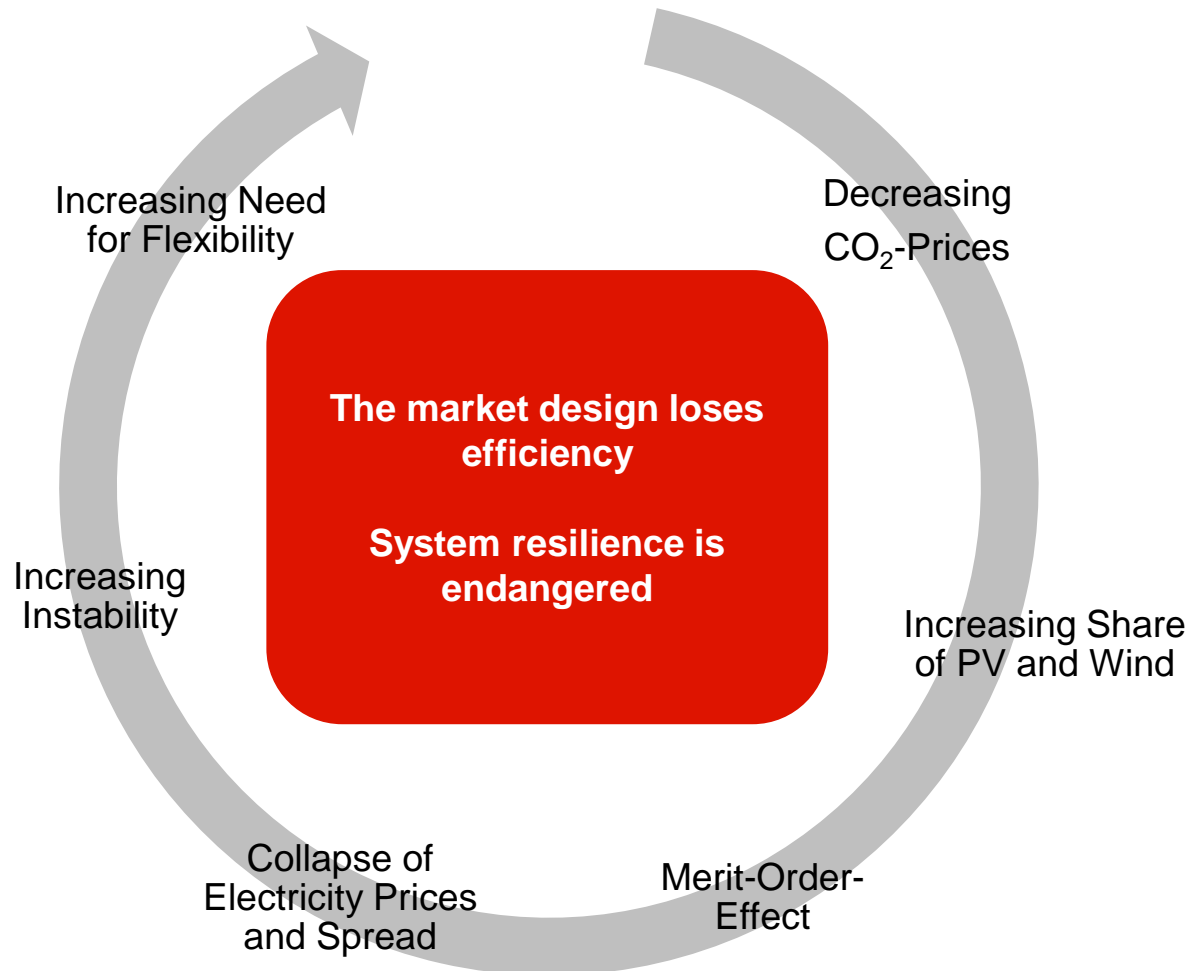 Increasing Need
for Flexibility
Decreasing
CO₂-Prices
The market design loses
efficiency
System resilience is
endangered
Increasing
Instability
Increasing Share
of PV and Wind
Collapse of
Electricity Prices
and Spread
Merit-Order-
Effect